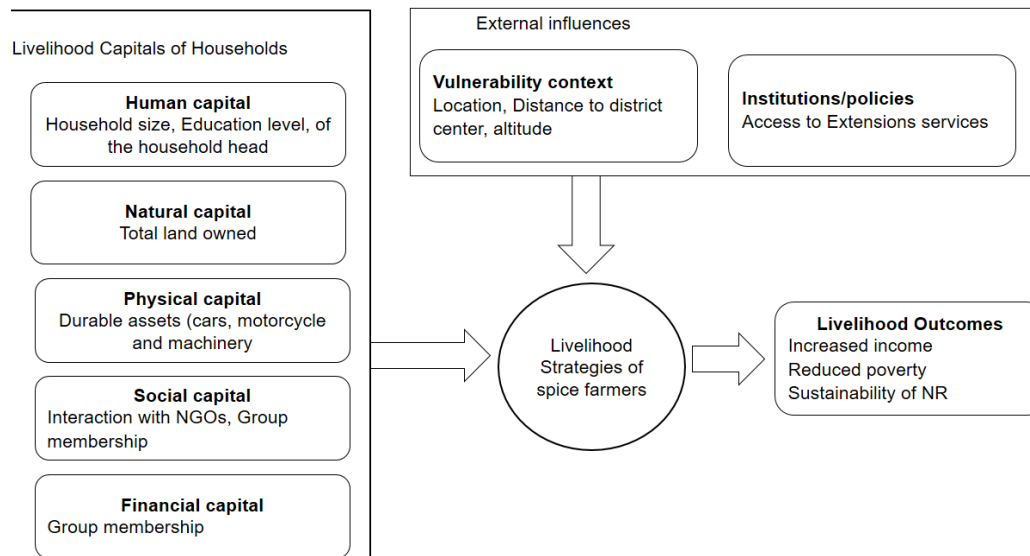 Livelihood Capitals of Households
Human capital
Household size, Education level, of
the household head
Natural capital
Total land owned
Physical capital
Durable assets (cars, motorcycle
and machinery
Social capital
Interaction with NGOs, Group
membership
Financial capital
Group membership
External influences
Vulnerability context
Location, Distance to district
center, altitude
Institutions/policies
Access to Extensions services
Livelihood
Strategies of
spice farmers
Livelihood Outcomes
Increased income
Reduced poverty
Sustainability of NR